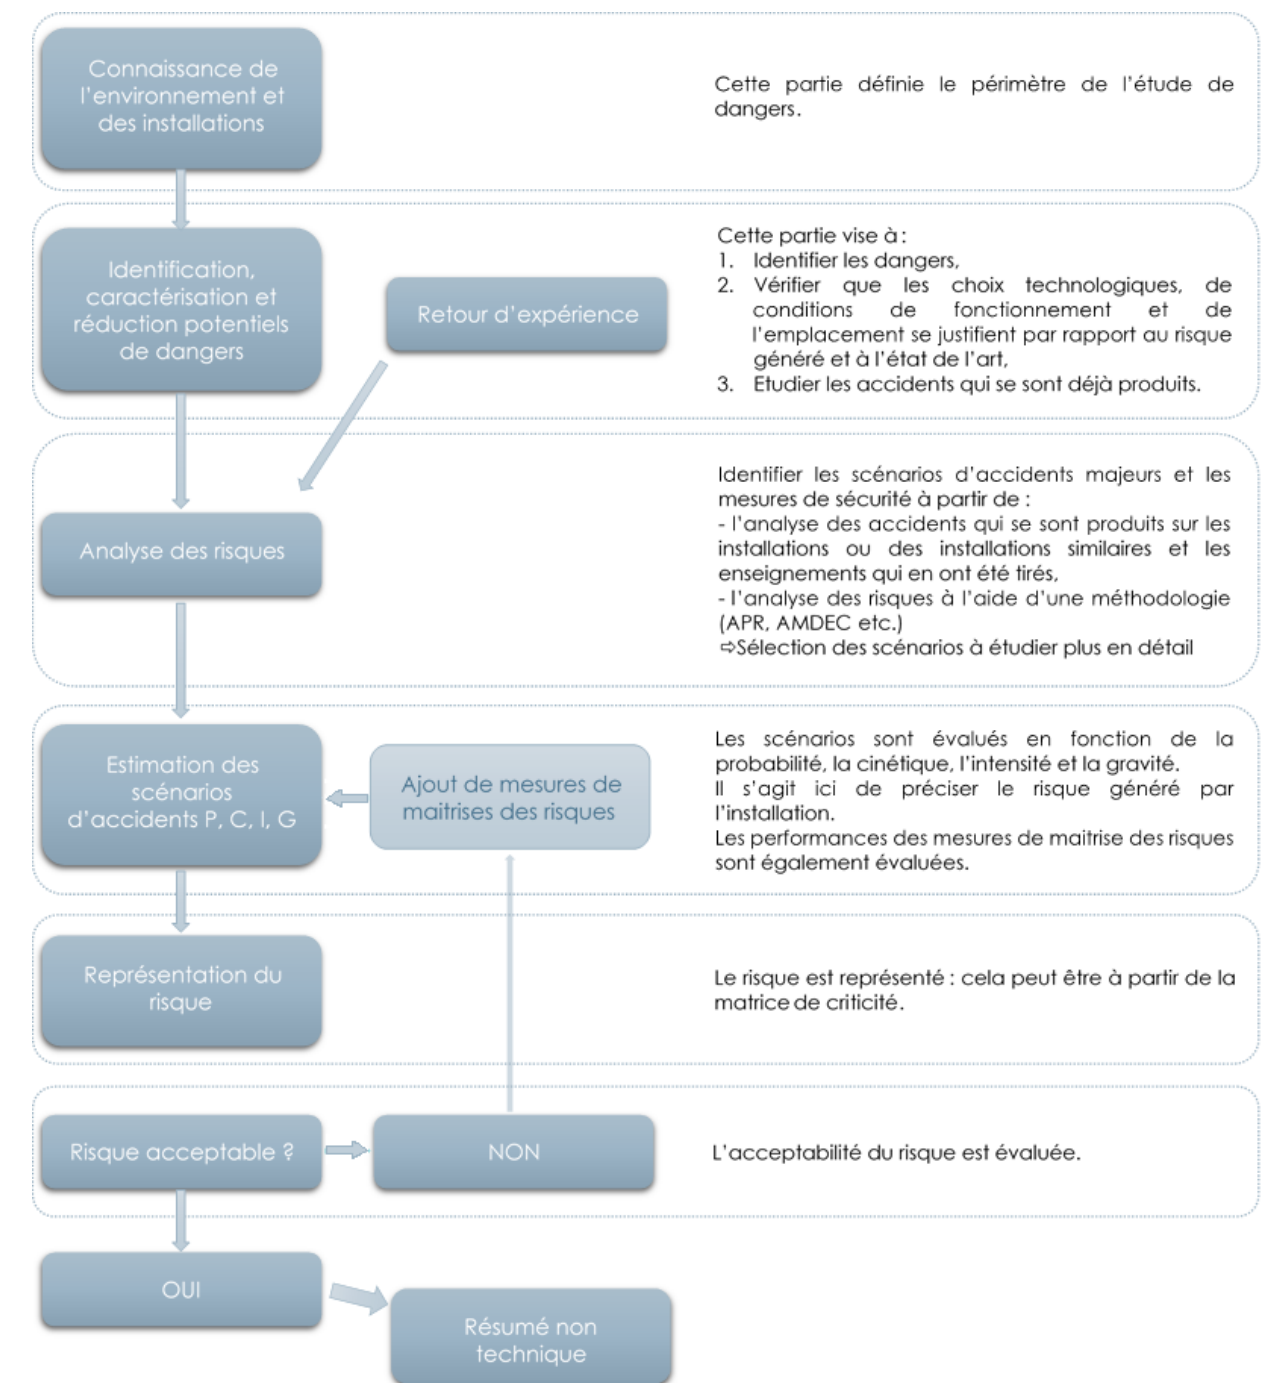 Connaissance de
l'environnement et
des installations
Cette partie définie le périmètre de l'étude de
dangers.
Identification,
caractérisation et
réduction potentiels
de dangers
Retour d'expérience
Cette partie vise à :
1. Identifier les dangers,
2. Vérifier que les choix technologiques, de
conditions de fonctionnement et de
l'emplacement se justifient par rapport au risque
généré et à l'état de l'art,
3. Etudier les accidents qui se sont déjà produits.
Analyse des risques
Identifier les scénarios d'accidents majeurs et les
mesures de sécurité à partir de :
- l'analyse des accidents qui se sont produits sur les
installations ou des installations similaires et les
enseignements qui en ont été tirés,
- l'analyse des risques à l'aide d'une méthodologie
(APR, AMDEC etc.)
⇨Sélection des scénarios à étudier plus en détail
Estimation des
scénarios
d'accidents P, C, I, G
Ajout de mesures de
maitrises des risques
Les scénarios sont évalués en fonction de la
probabilité, la cinétique, l'intensité et la gravité.
Il s'agit ici de préciser le risque généré par
l'installation.
Les performances des mesures de maitrise des risques
sont également évaluées.
Représentation du
risque
Le risque est représenté : cela peut être à partir de la
matrice de criticité.
Risque acceptable ?
NON
L'acceptabilité du risque est évaluée.
OUI
Résumé non
technique